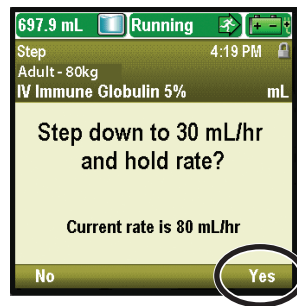 697.9 mL Running
Step 4:19 PM
Adult - 80kg
IV Immune Globulin 5% mL
Step down to 30 mL/hr
and hold rate?
Current rate is 80 mL/hr
No Yes